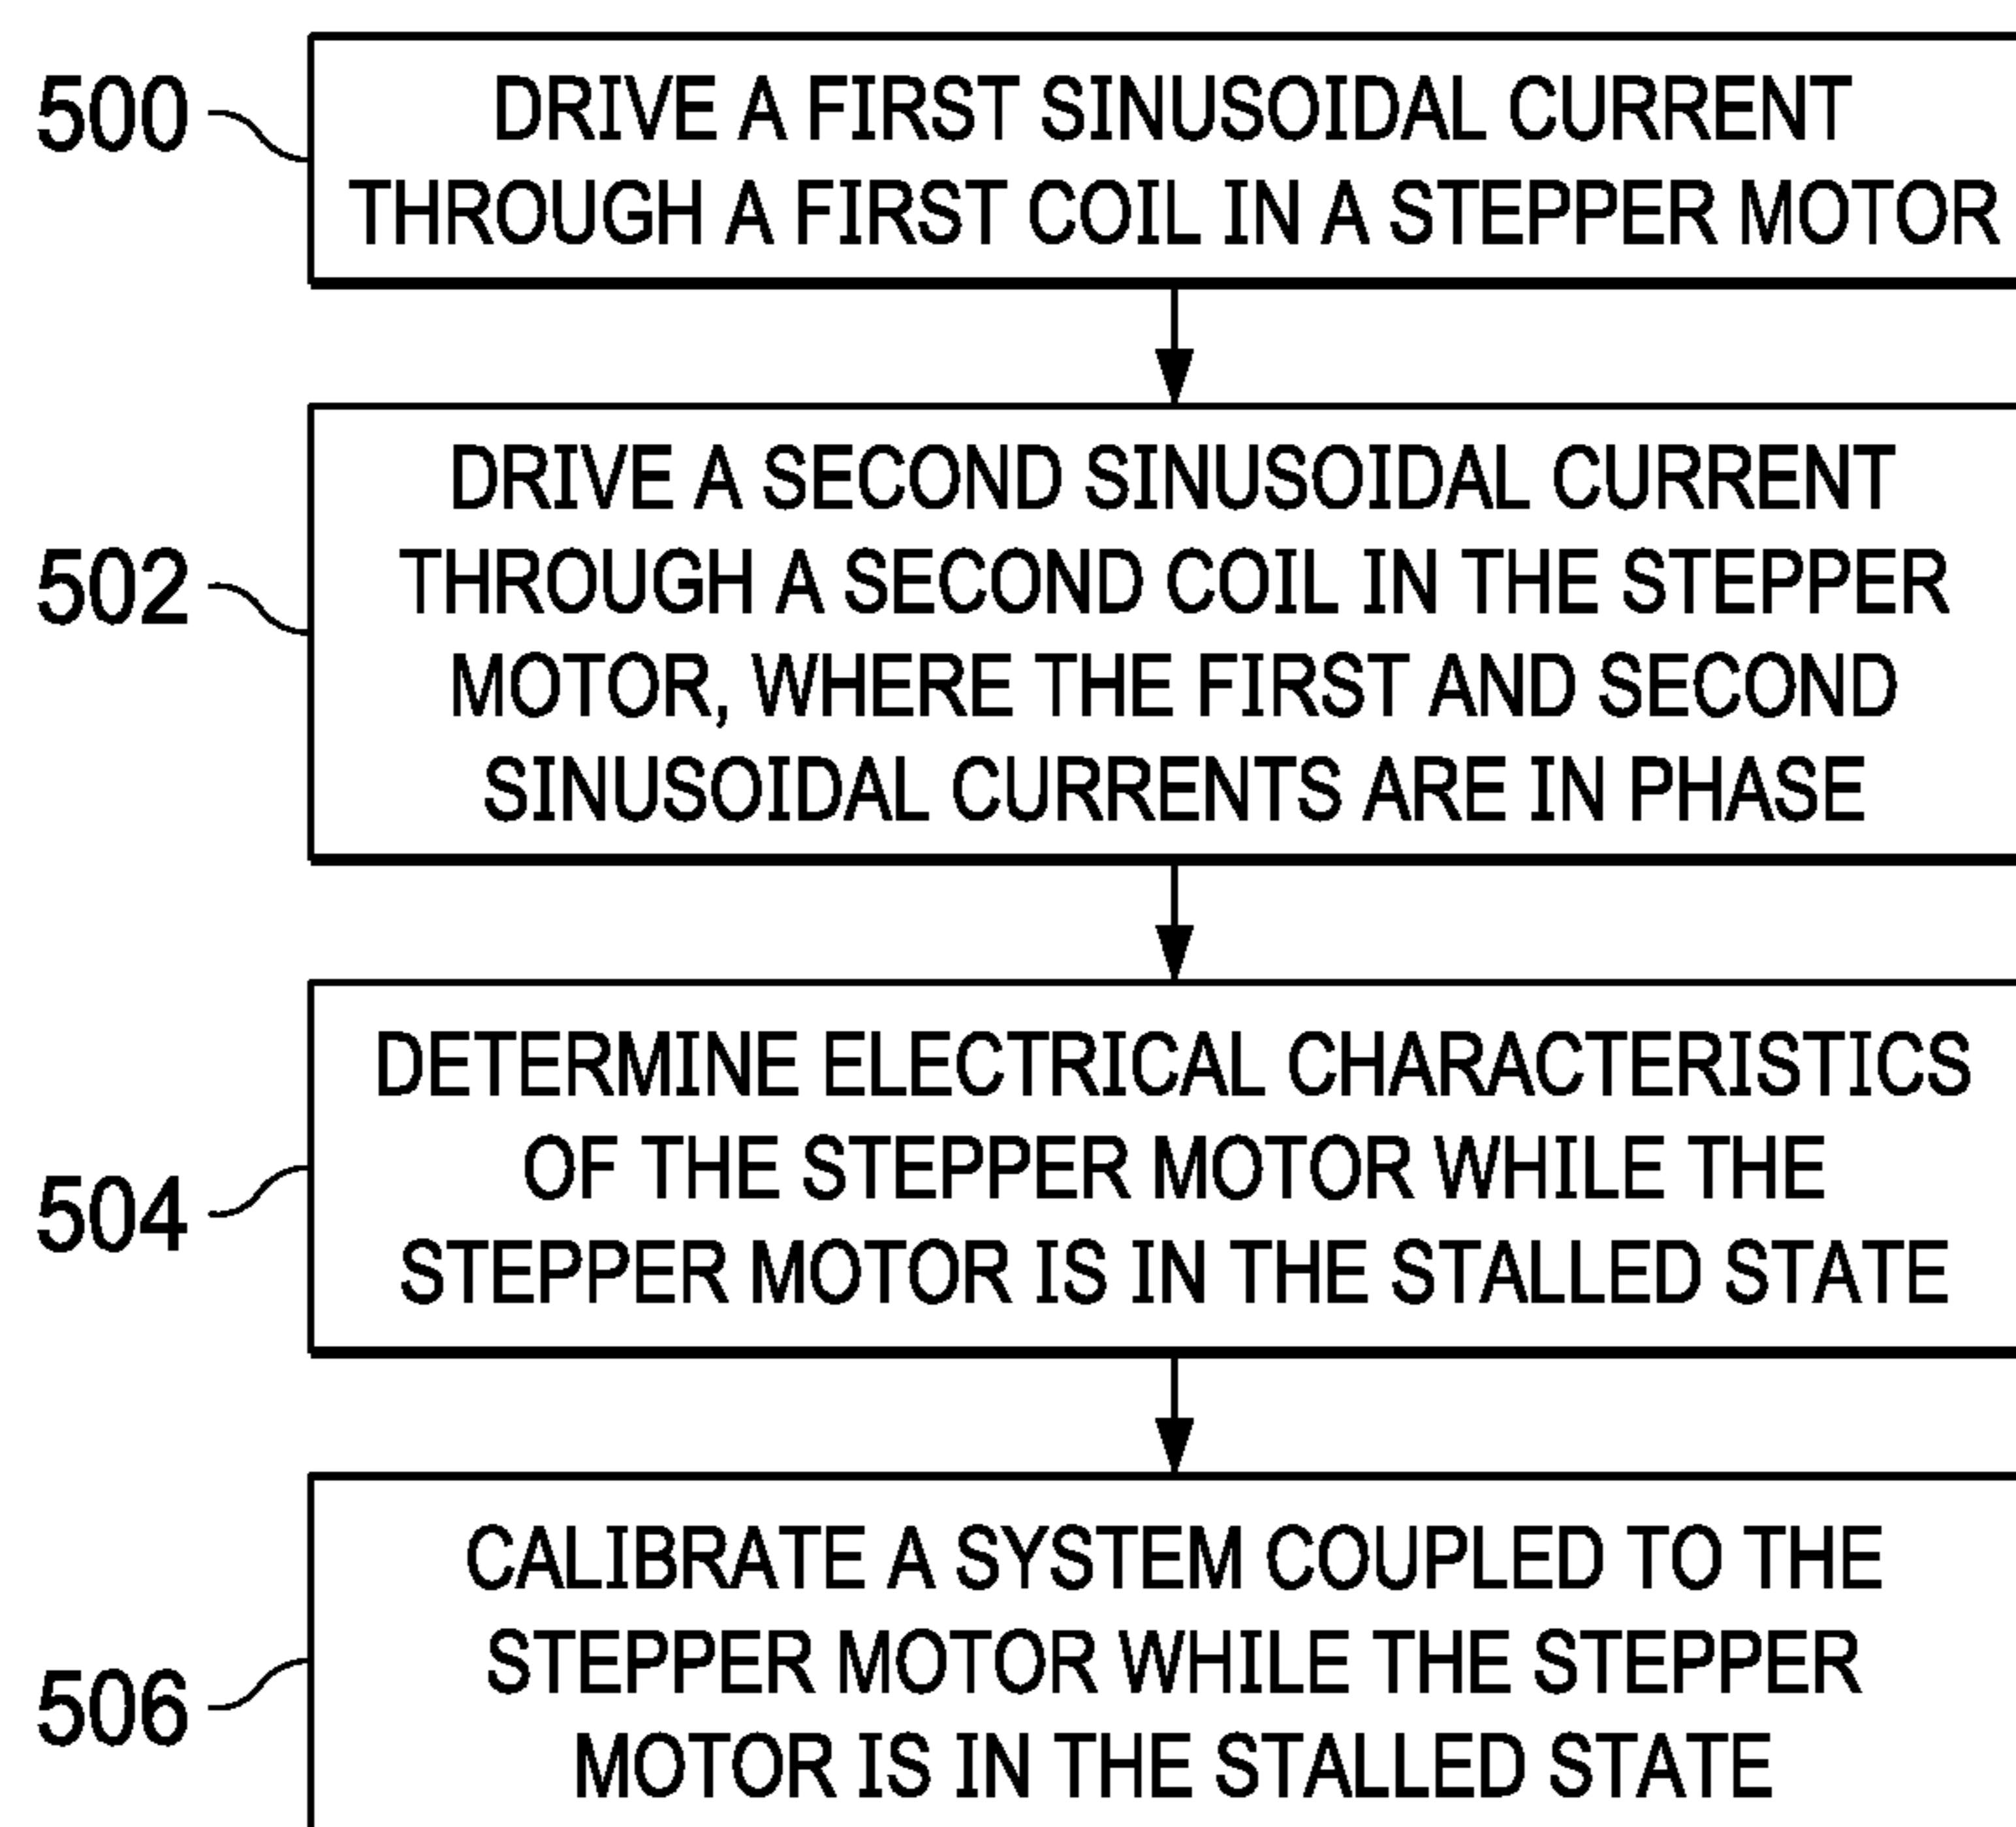 500
DRIVE A FIRST SINUSOIDAL CURRENT
THROUGH A FIRST COIL IN A STEPPER MOTOR
502
DRIVE A SECOND SINUSOIDAL CURRENT
THROUGH A SECOND COIL IN THE STEPPER
MOTOR, WHERE THE FIRST AND SECOND
SINUSOIDAL CURRENTS ARE IN PHASE
504
DETERMINE ELECTRICAL CHARACTERISTICS
OF THE STEPPER MOTOR WHILE THE
STEPPER MOTOR IS IN THE STALLED STATE
506
CALIBRATE A SYSTEM COUPLED TO THE
STEPPER MOTOR WHILE THE STEPPER
MOTOR IS IN THE STALLED STATE